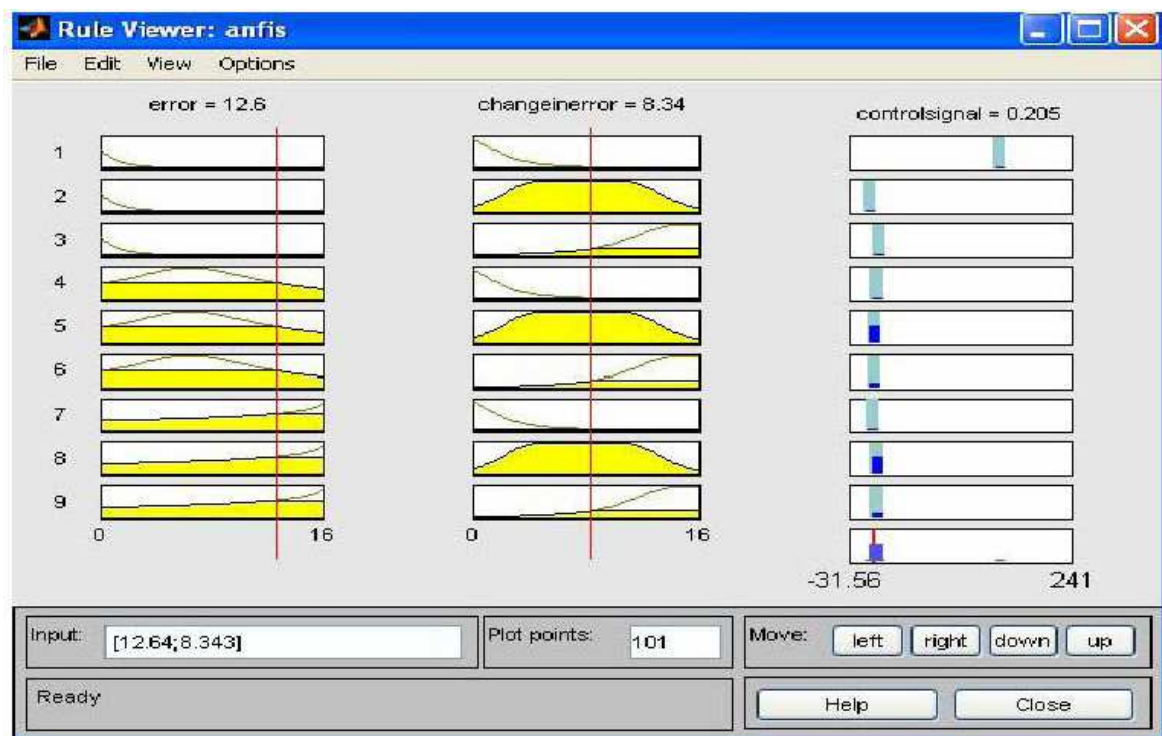 Rule Viewer: anfis
File Edit View Options
error = 12.6 changeinerror = 8.34 controlsignal = 0.205
1
2
3
4
5
6
7
8
9
0 16 0 16
-31.56 241
Input: [12.64;8.343] Plot points: 101 Move: left right down up
Ready Help Close